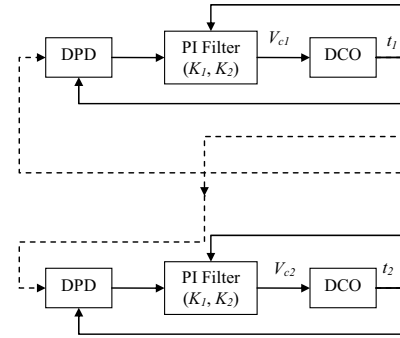 DPD
PI Filter
(K1, K2)
Vc1
DCO
t1
DPD
PI Filter
(K1, K2)
Vc2
DCO
t2